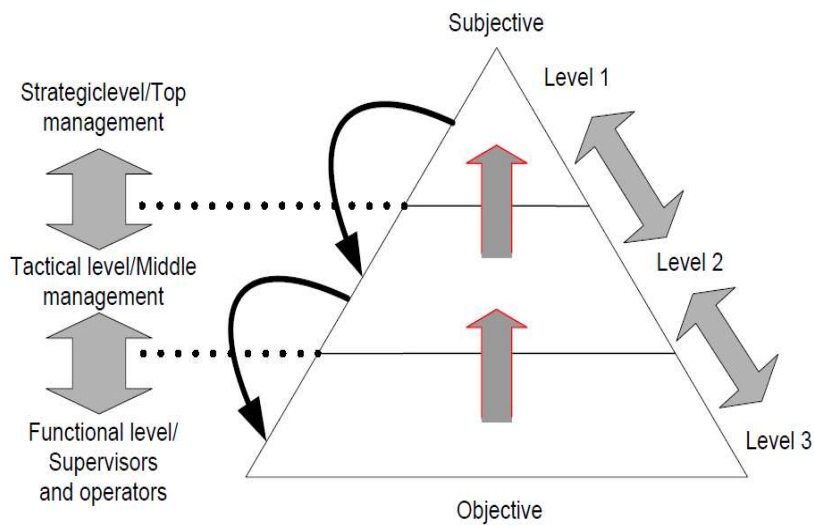 Subjective
Level 1
Strategiclevel/Top
management
Tactical level/Middle
management
Level 2
Functional level/
Supervisors
and operators
Level 3
Objective